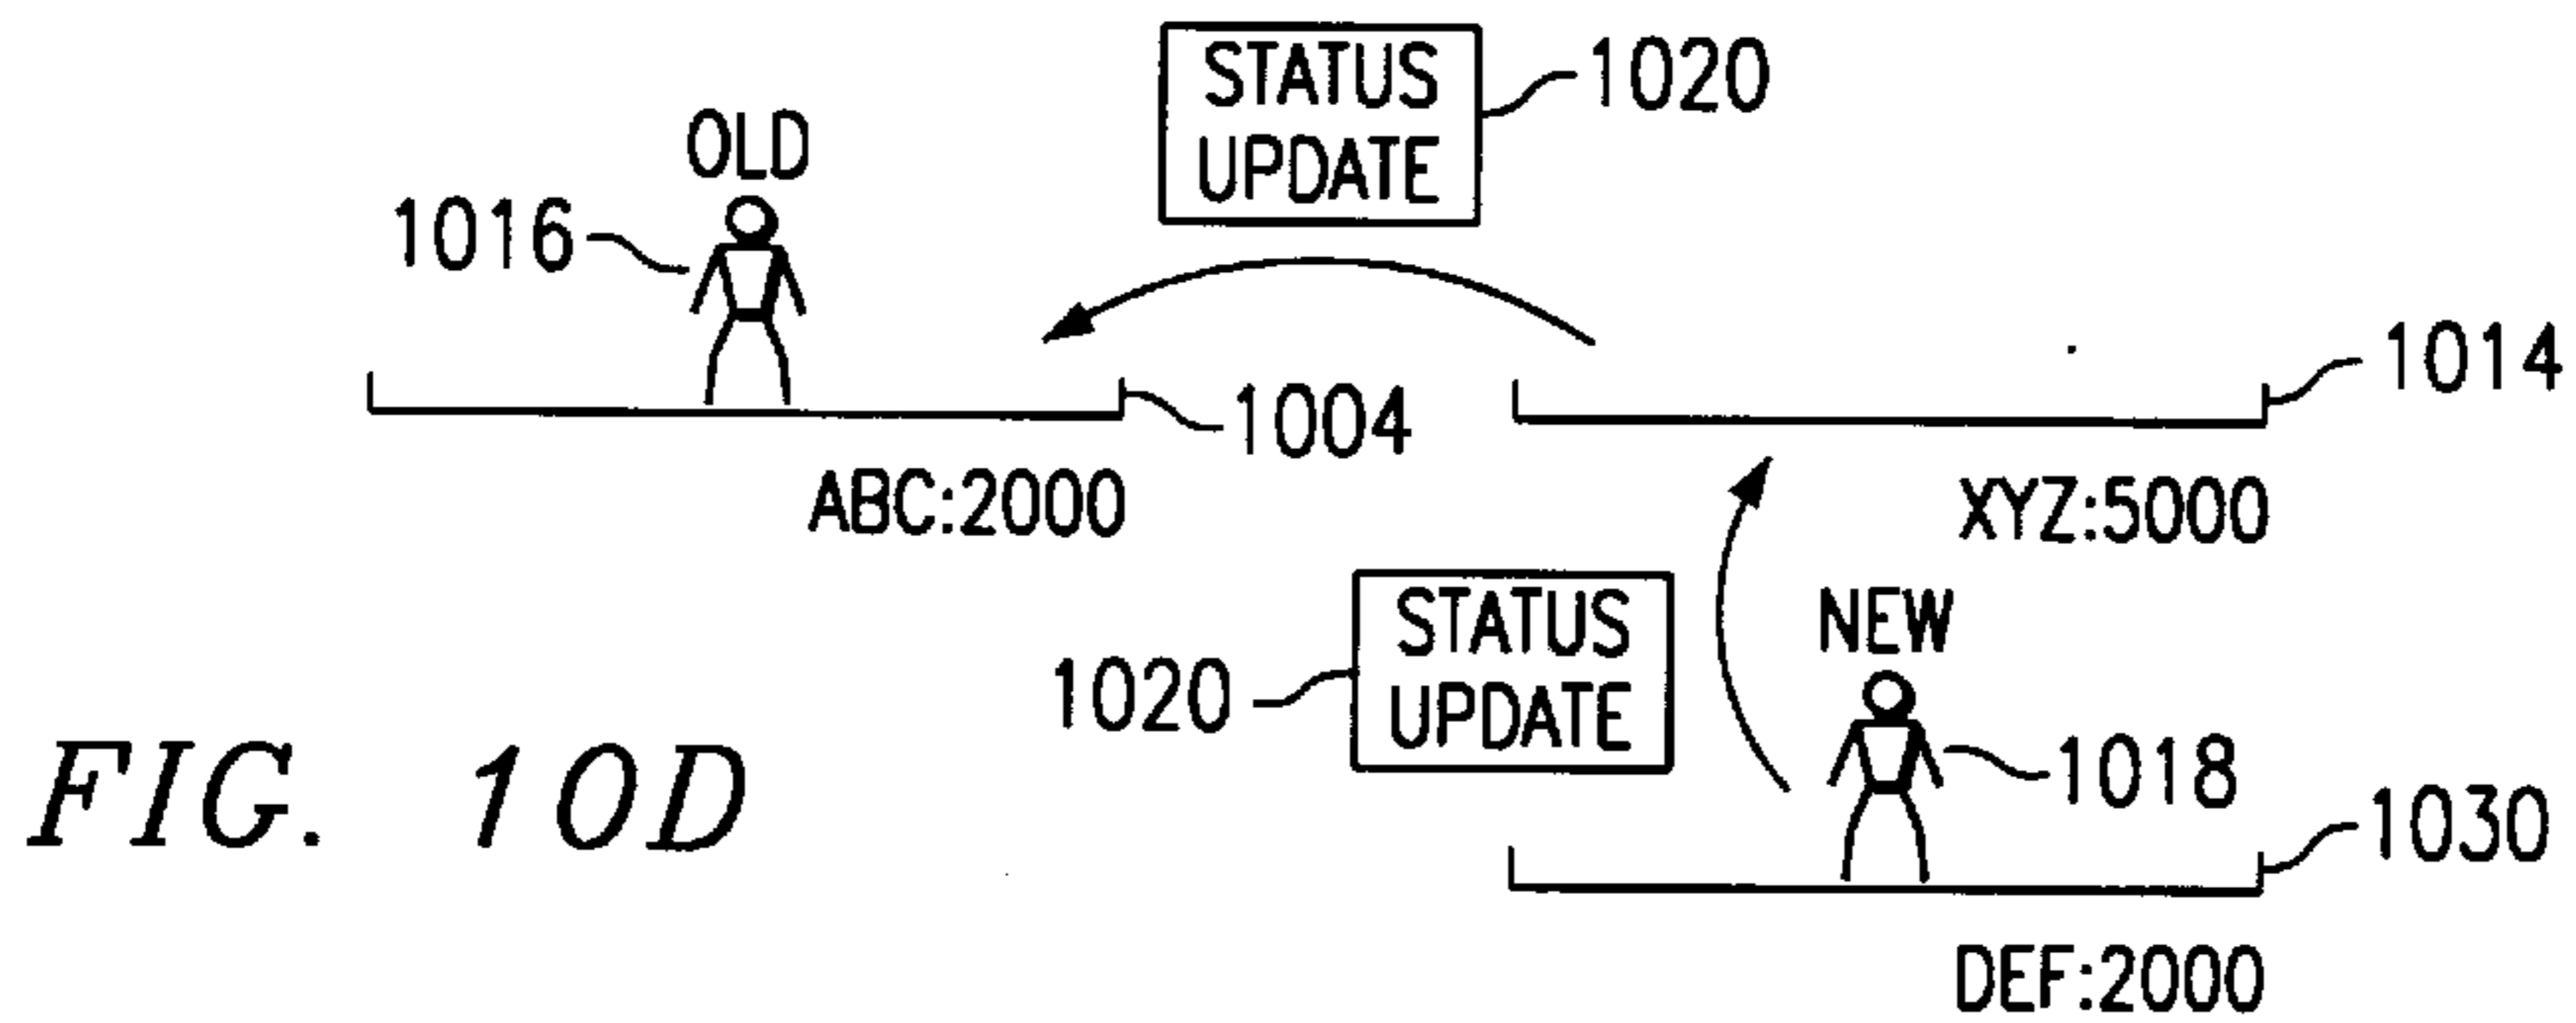 STATUS
UPDATE
1020
OLD
1016
1014
1004
ABC:2000
XYZ:5000
STATUS
UPDATE
NEW
1020
1018
FIG. 10D
1030
DEF:2000